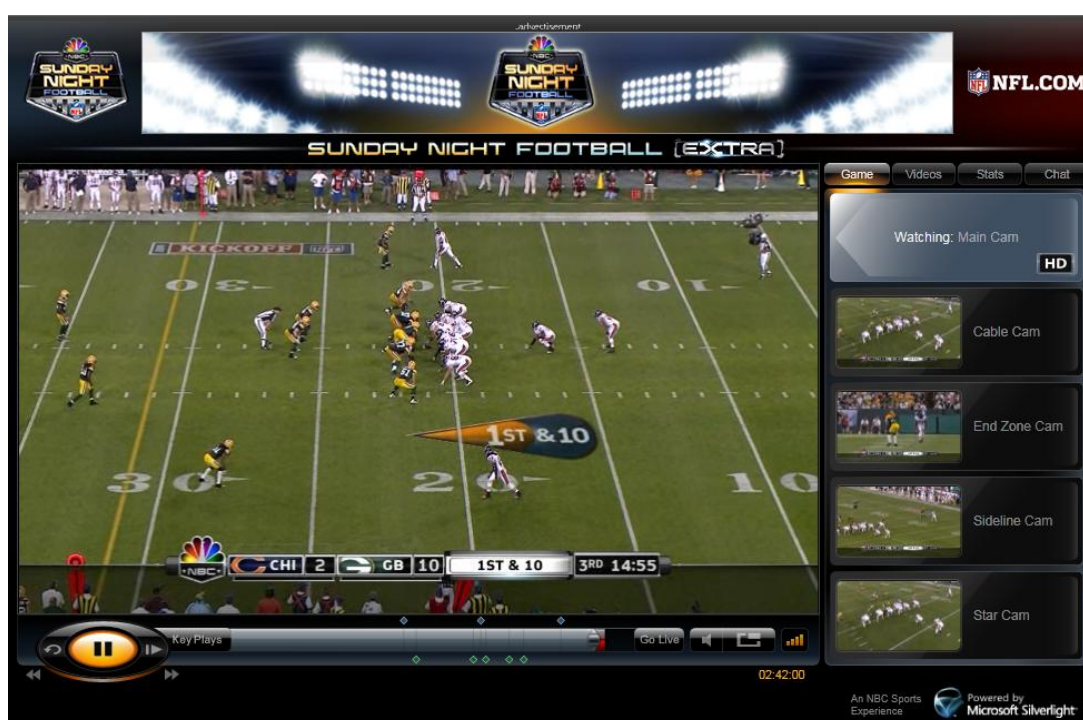 advertisement
NBC
SUNDAY
NIGHT
FOOTBALL
NFL
NBC
SUNDAY
NIGHT
FOOTBALL
NFL
NFL NFL.COM
SUNDAY NIGHT FOOTBALL [EXTRA]
Game Videos Stats Chat
Watching: Main Cam
HD
Cable Cam
End Zone Cam
Sideline Cam
Star Cam
KICKOFF
30 20 10
1ST & 10
30 20 10
NBC CHI 2 G GB 10 1ST & 10 3RD 14:55
Key Plays Go Live
02:42:00
An NBC Sports
Experience
Powered by
Microsoft Silverlight